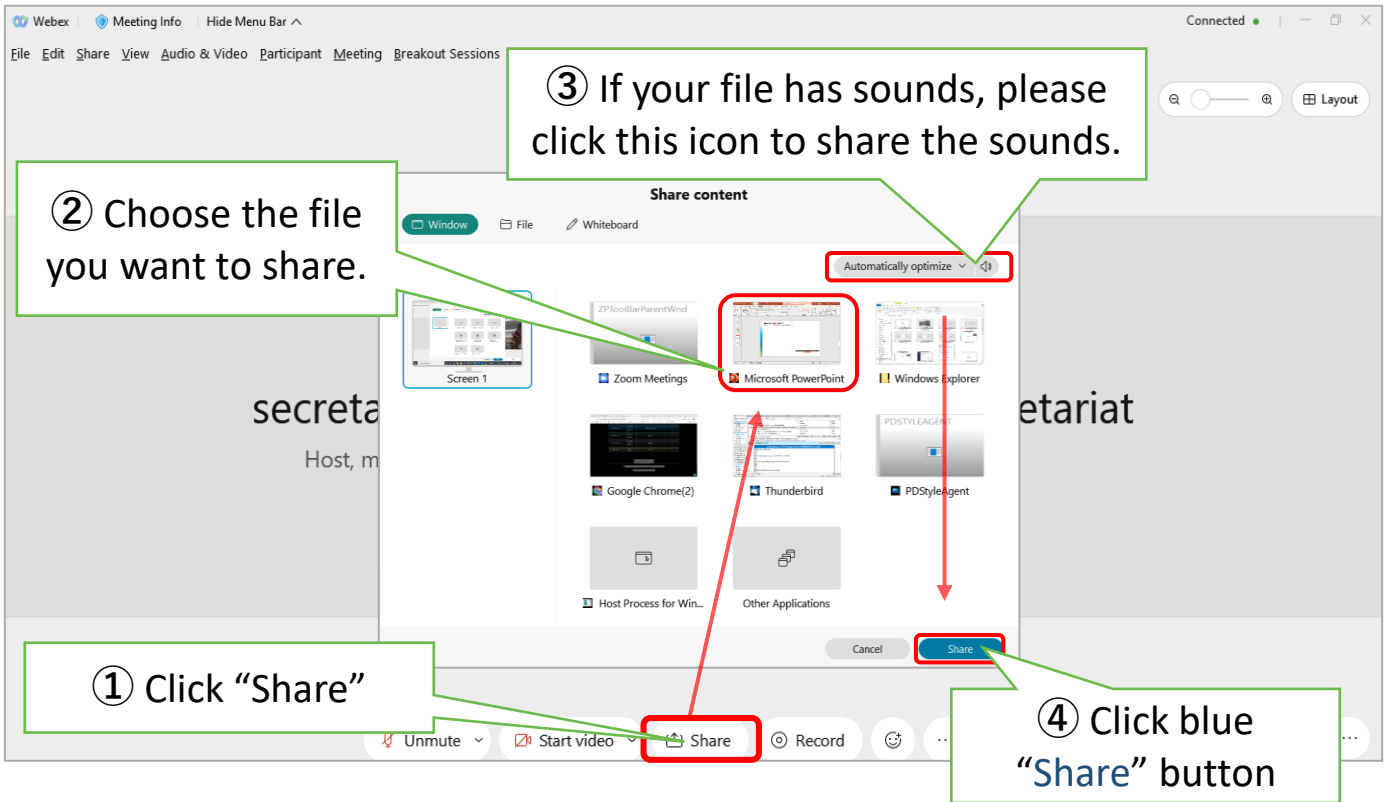 Webex Meeting Info Hide Menu Bar Connected
File Edit Share View Audio & Video Participant Meeting Breakout Sessions
③ If your file has sounds, please
click this icon to share the sounds.
Layout
② Choose the file
you want to share.
Share content
Window File Whiteboard
Automatically optimize
ZPToolBarParentWnd
Screen 1
Zoom Meetings
Microsoft PowerPoint
Windows Explorer
secreta
etariat
Host, m
PDSTYLEAGENT
Google Chrome(2)
Thunderbird
PDStyleAgent
Host Process for Win...
Other Applications
Cancel
Share
① Click “Share”
Unmute
Start video
Share
Record
...
④ Click blue
“Share” button
...